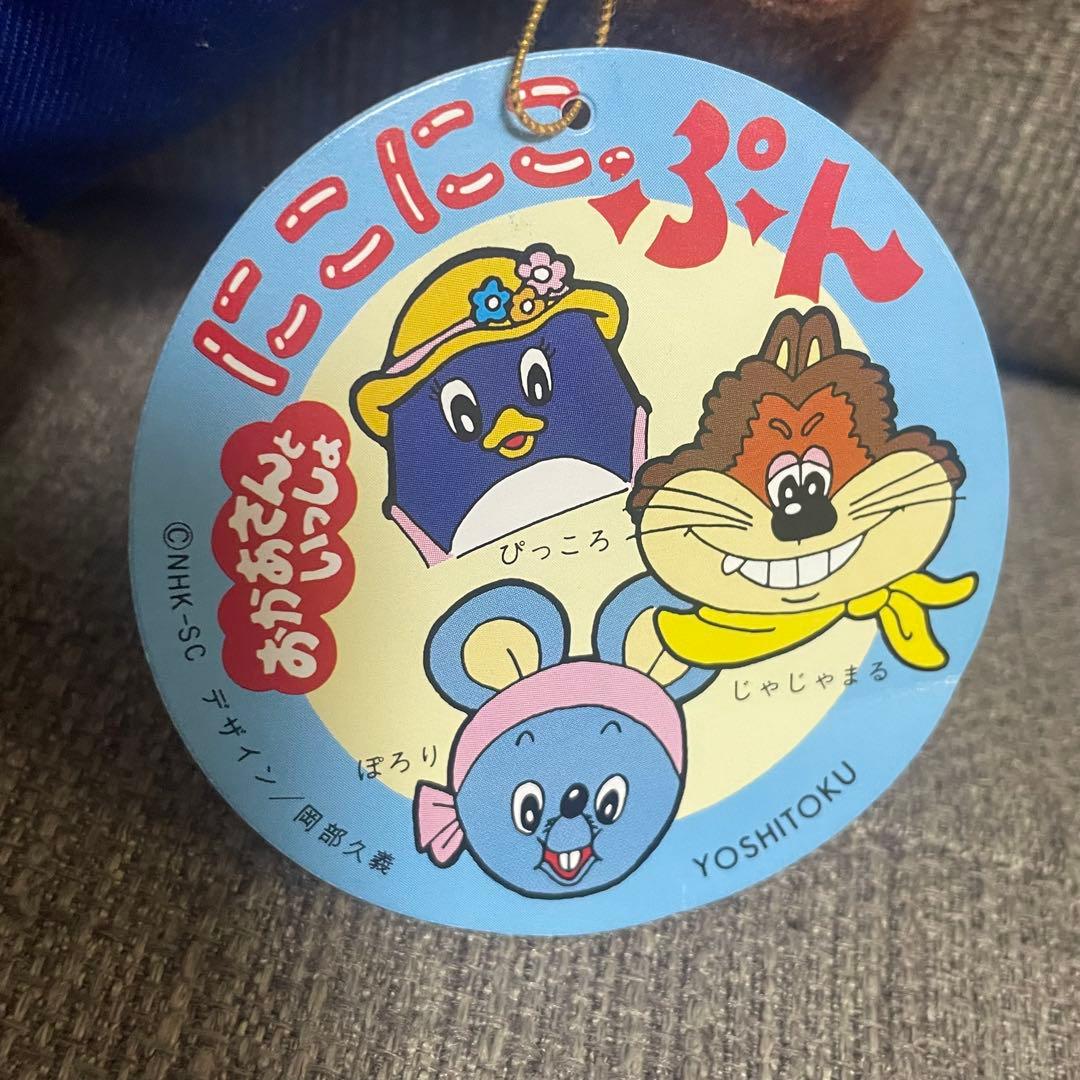 にこにこ、ぷん
おかあさんと
いっしょ
ぴっころ
じゃじゃまる
ぽろり
©NHK-SC
デザイン/岡部久義
YOSHITOKU